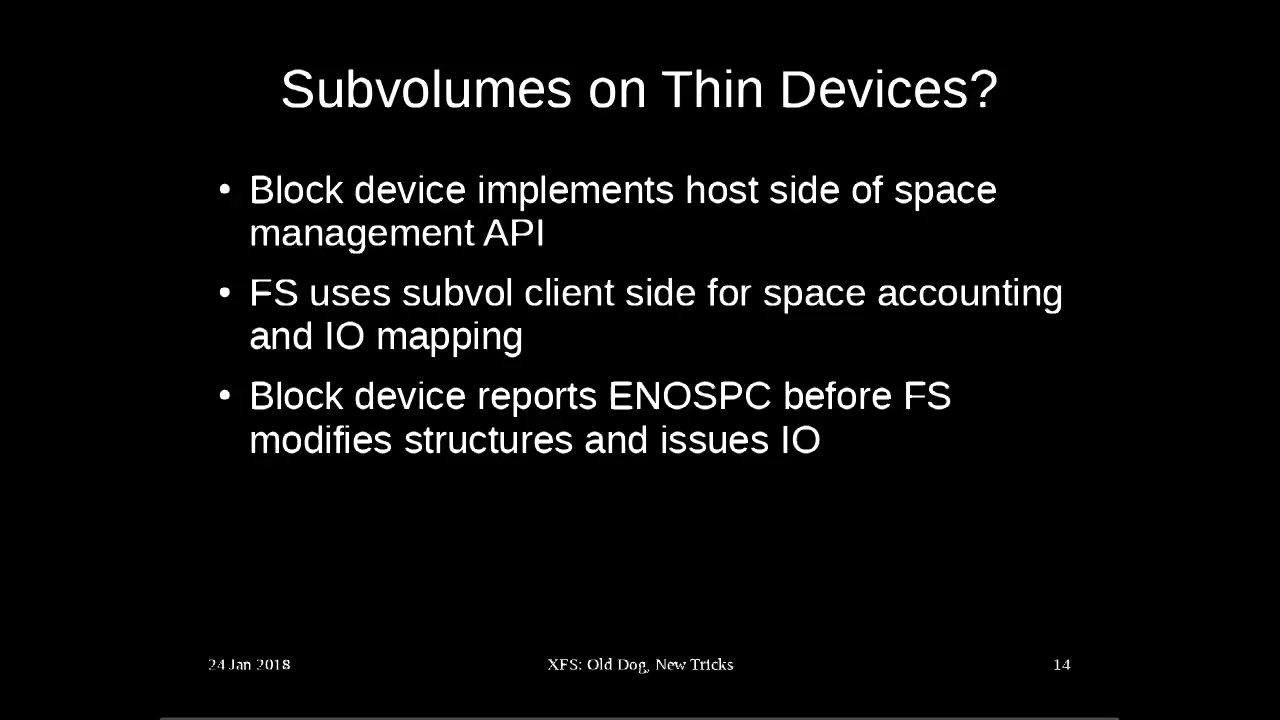 Subvolumes on Thin Devices?
• Block device implements host side of space
management API
• FS uses subvol client side for space accounting
and IO mapping
• Block device reports ENOSPC before FS
modifies structures and issues IO
24 Jan 2018
XFS: Old Dog, New Tricks
14